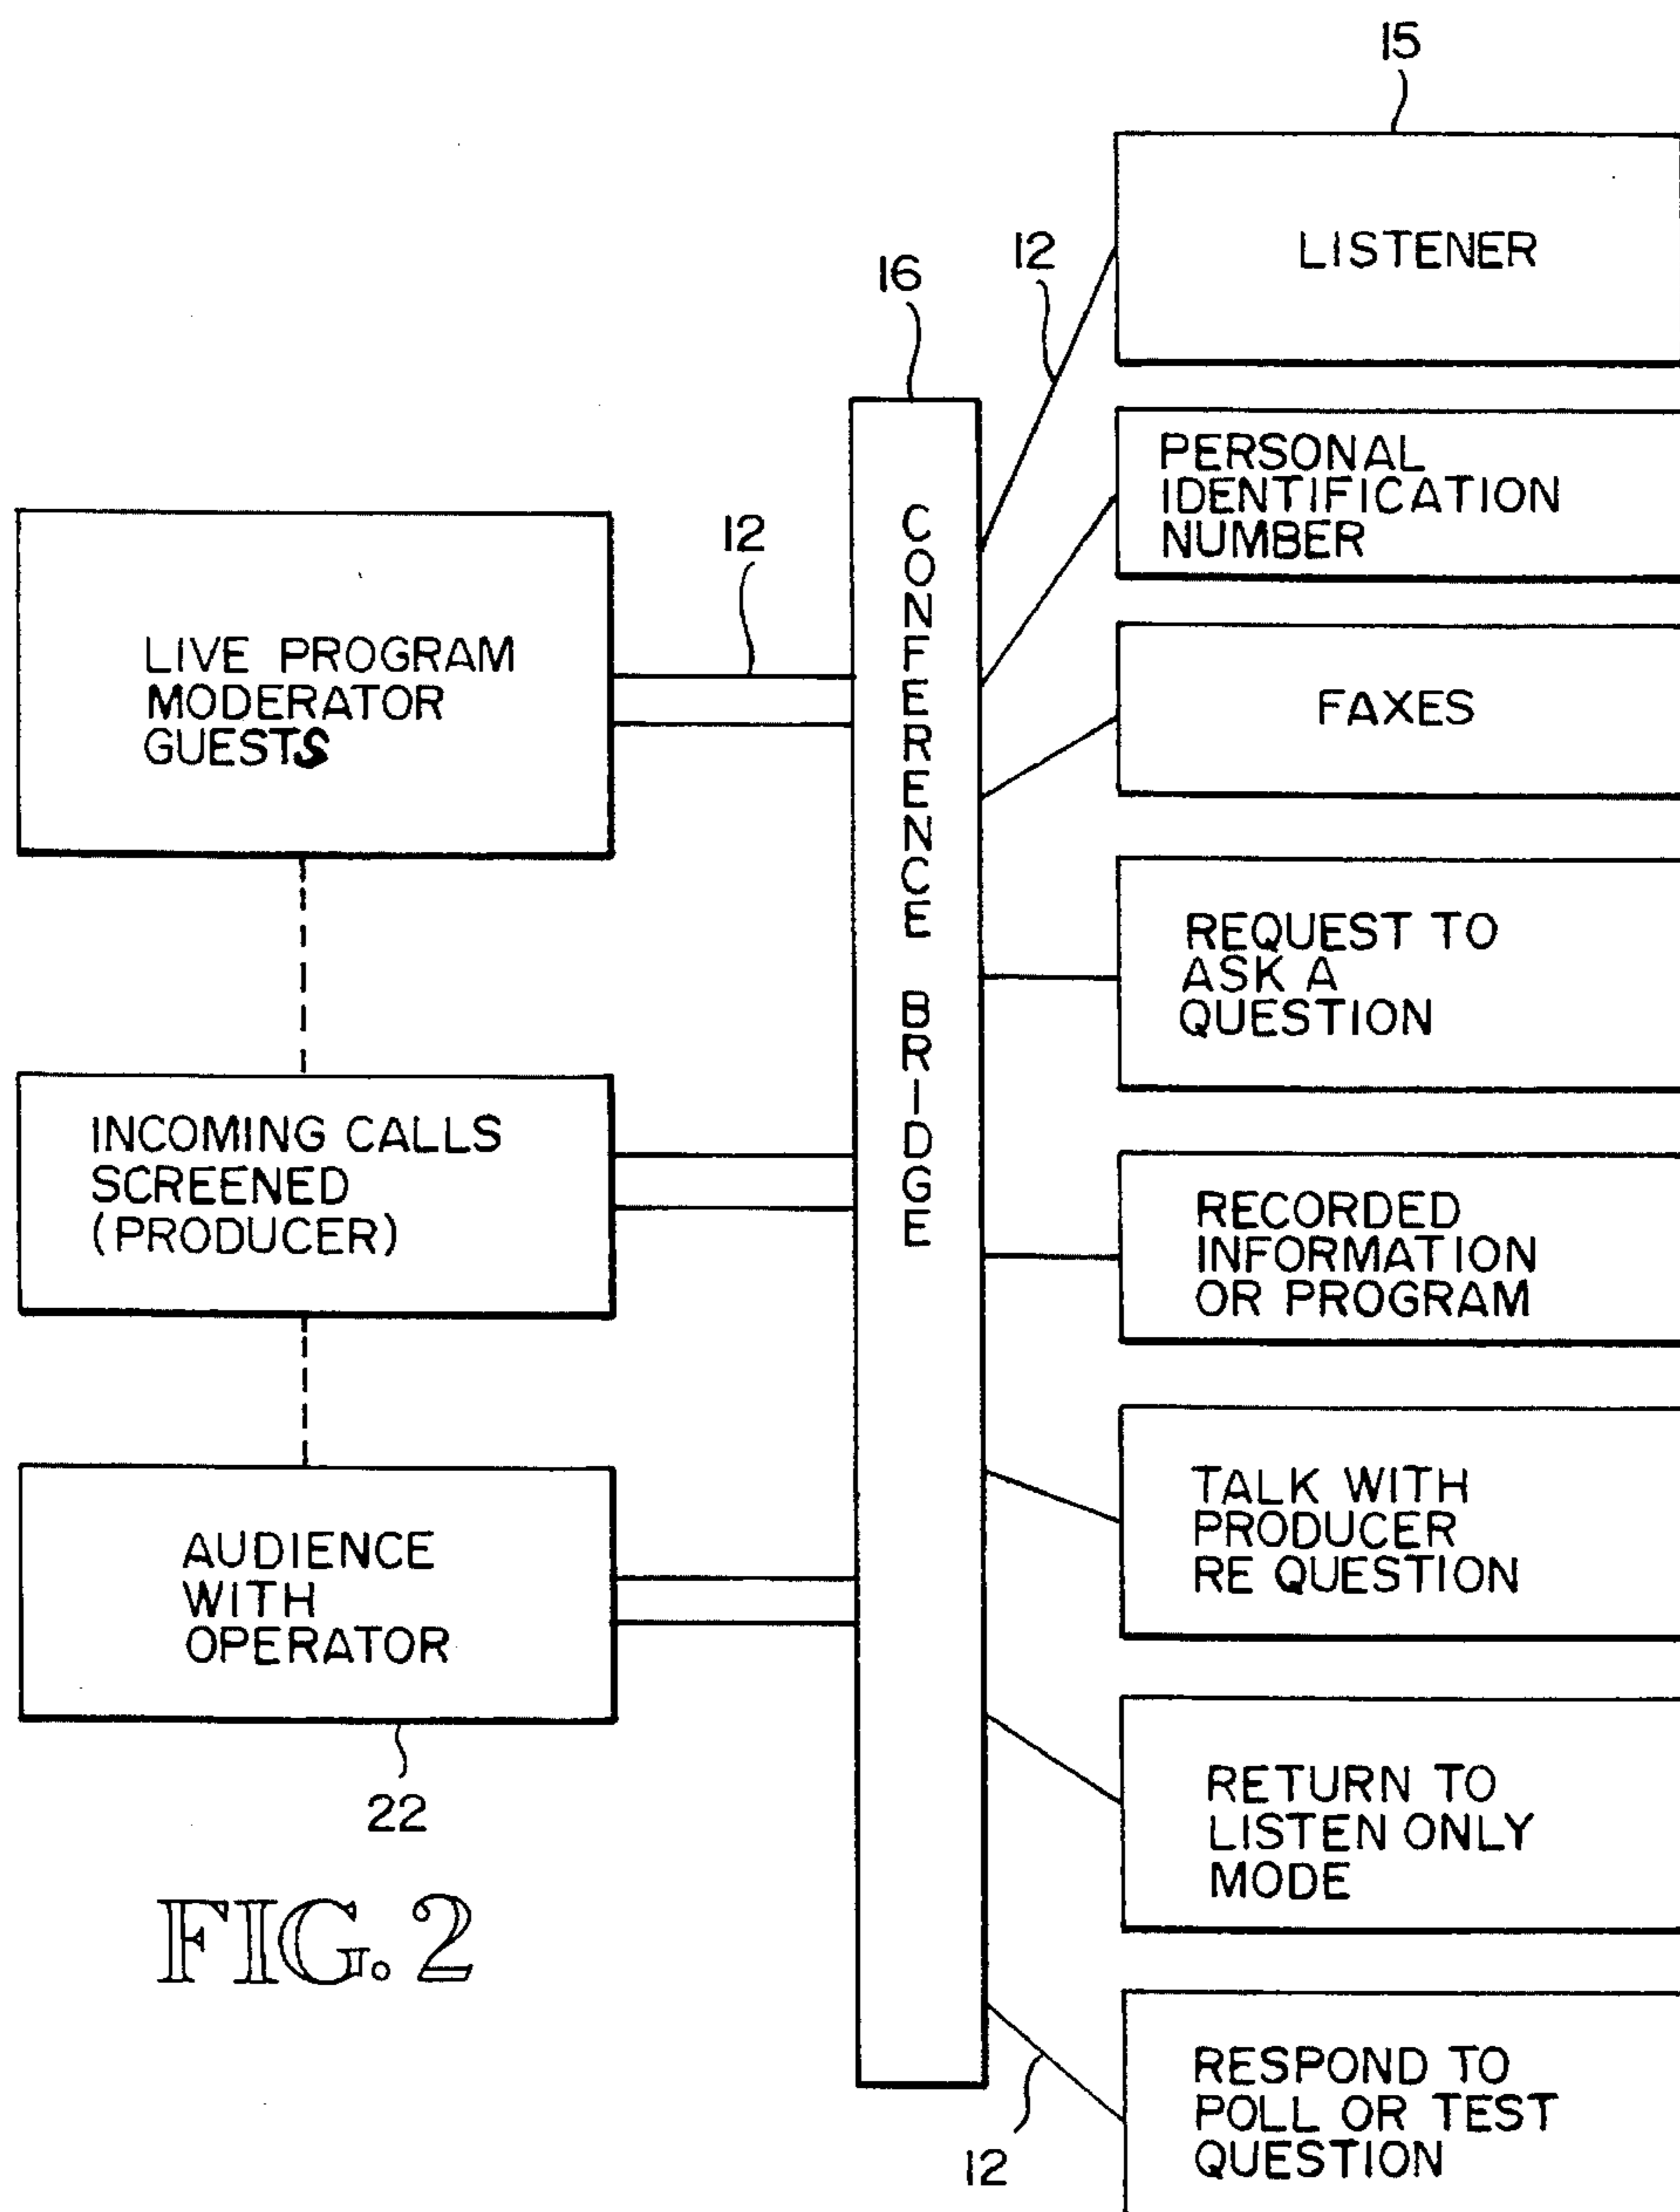 15
LISTENER
12
16
PERSONAL
IDENTIFICATION
NUMBER
12
FAXES
LIVE PROGRAM
MODERATOR
GUESTS
CONFERENCE BRIDGE
REQUEST TO
ASK A
QUESTION
INCOMING CALLS
SCREENED
(PRODUCER)
RECORDED
INFORMATION
OR PROGRAM
TALK WITH
PRODUCER
RE QUESTION
AUDIENCE
WITH
OPERATOR
22
RETURN TO
LISTEN ONLY
MODE
RESPOND TO
POLL OR TEST
QUESTION
12
FIG. 2